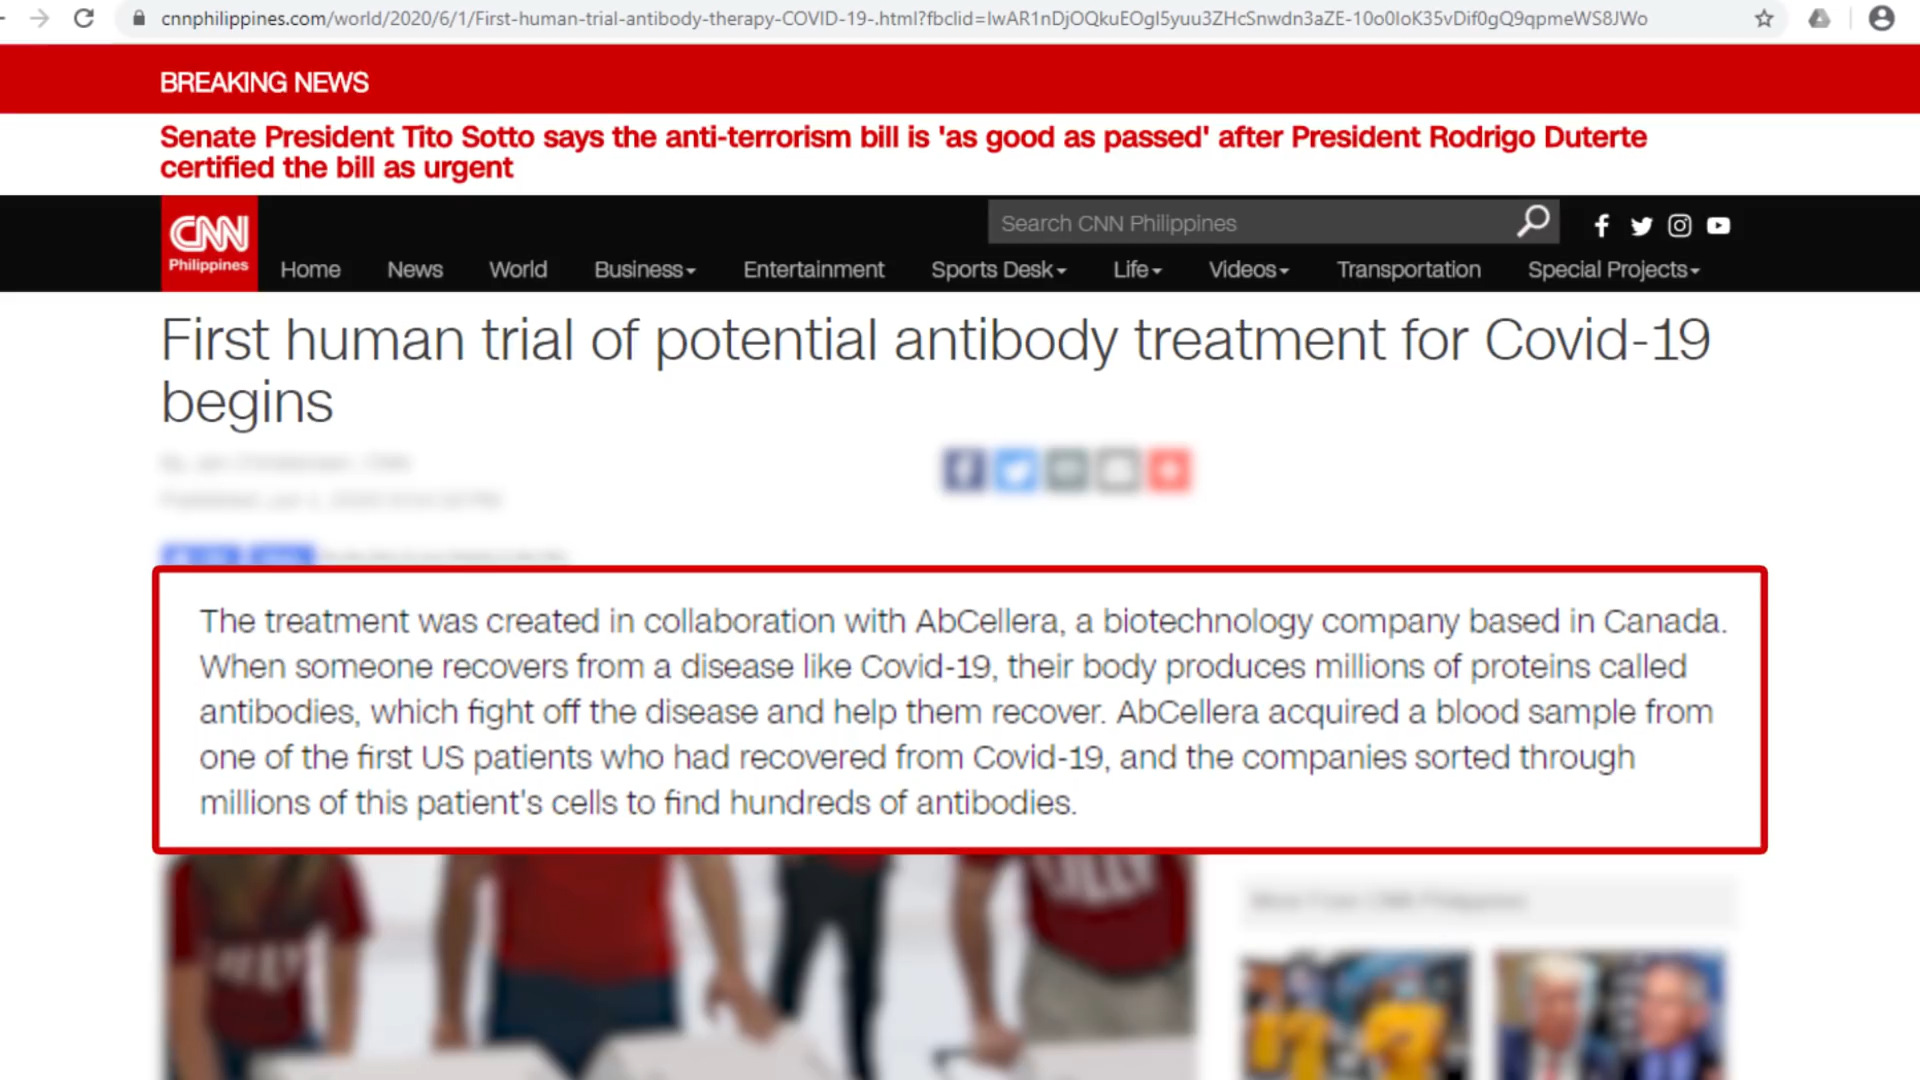 cnnphilippines.com/world/2020/6/1/First-human-trial-antibody-therapy-COVID-19-.html?fbclid=IwAR1nDjOQkuEOgI5yuu3ZHcSnwdn3aZE-10o0IoK35vDif0gQ9qpmeWS8JWo
BREAKING NEWS
Senate President Tito Sotto says the anti-terrorism bill is 'as good as passed' after President Rodrigo Duterte
certified the bill as urgent
CNN
Philippines
Search CNN Philippines
Home News World Business Entertainment Sports Desk Life Videos Transportation Special Projects
First human trial of potential antibody treatment for Covid-19
begins
The treatment was created in collaboration with AbCellera, a biotechnology company based in Canada.
When someone recovers from a disease like Covid-19, their body produces millions of proteins called
antibodies, which fight off the disease and help them recover. AbCellera acquired a blood sample from
one of the first US patients who had recovered from Covid-19, and the companies sorted through
millions of this patient's cells to find hundreds of antibodies.
More From CNN Philippines